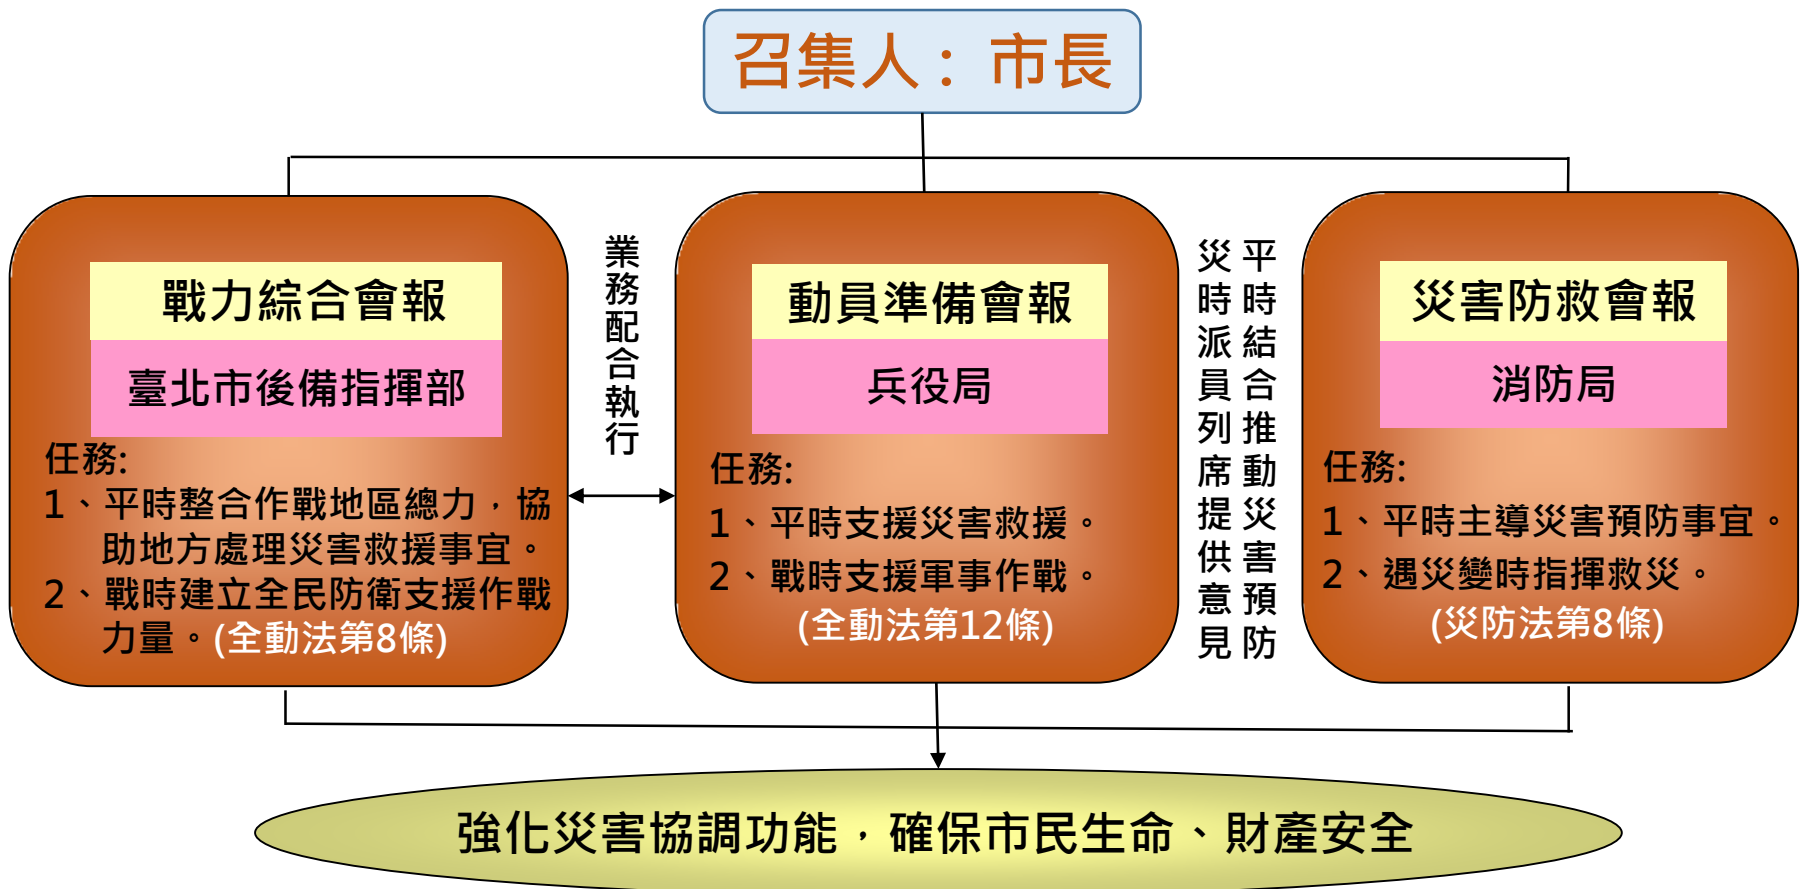 召集人：市長
戰力綜合會報
臺北市後備指揮部
任務:
1、平時整合作戰地區總力，協
助地方處理災害救援事宜。
2、戰時建立全民防衛支援作戰
力量。(全動法第8條)
業務配合執行
動員準備會報
兵役局
任務:
1、平時支援災害救援。
2、戰時支援軍事作戰。
(全動法第12條)
平時結合推動災害預防
災時派員列席提供意見
災害防救會報
消防局
任務:
1、平時主導災害預防事宜。
2、遇災變時指揮救災。
(災防法第8條)
強化災害協調功能，確保市民生命、財產安全